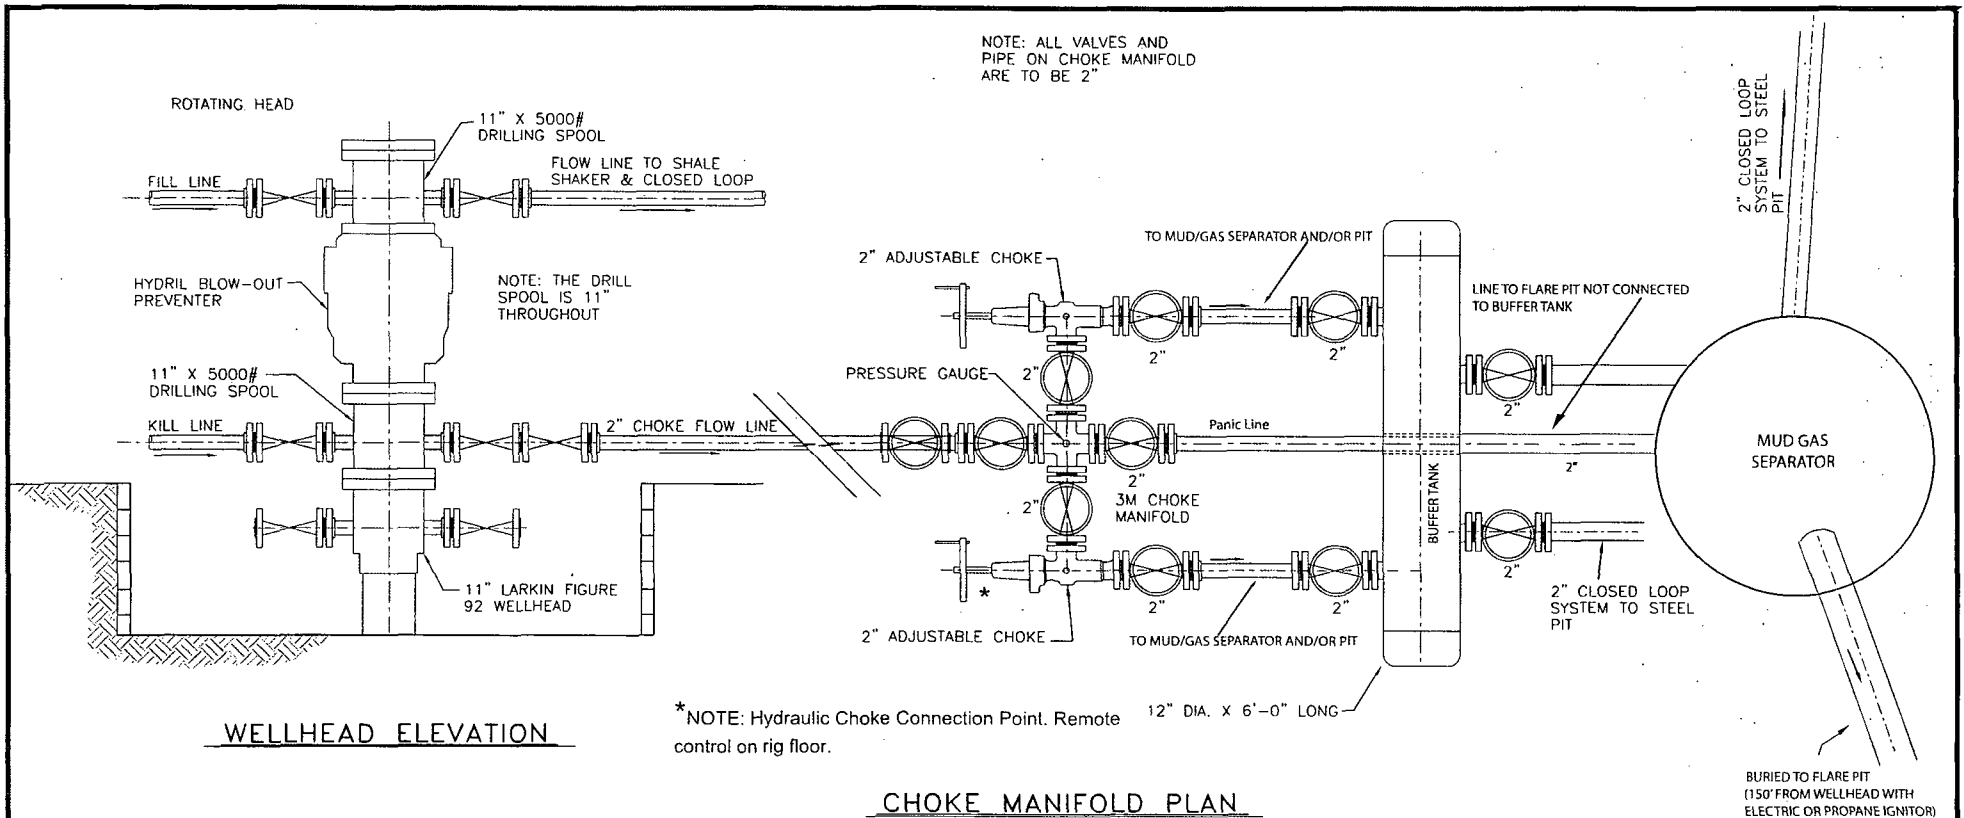 NOTE: ALL VALVES AND
PIPE ON CHOKE MANIFOLD
ARE TO BE 2"
ROTATING HEAD
11" X 5000#
DRILLING SPOOL
FILL LINE
FLOW LINE TO SHALE
SHAKER & CLOSED LOOP
HYDRIL BLOW-OUT
PREVENTER
NOTE: THE DRILL
SPOOL IS 11"
THROUGHOUT
11" X 5000#
DRILLING SPOOL
KILL LINE
2" CHOKE FLOW LINE
11" LARKIN FIGURE
92 WELLHEAD
WELLHEAD ELEVATION
2" ADJUSTABLE CHOKE
TO MUD/GAS SEPARATOR AND/OR PIT
2"
2"
2"
PRESSURE GAUGE
Panic Line
2"
2"
3M CHOKE
MANIFOLD
*
2"
2"
2" ADJUSTABLE CHOKE
TO MUD/GAS SEPARATOR AND/OR PIT
BUFFER TANK
12" DIA. X 6'-0" LONG
*NOTE: Hydraulic Choke Connection Point. Remote
control on rig floor.
CHOKE MANIFOLD PLAN
LINE TO FLARE PIT NOT CONNECTED
TO BUFFER TANK
2"
2"
2"
2" CLOSED LOOP
SYSTEM TO STEEL
PIT
2" CLOSED LOOP
SYSTEM TO STEEL
PIT
MUD GAS
SEPARATOR
BURIED TO FLARE PIT
(150' FROM WELLHEAD WITH
ELECTRIC OR PROPANE IGNITOR)